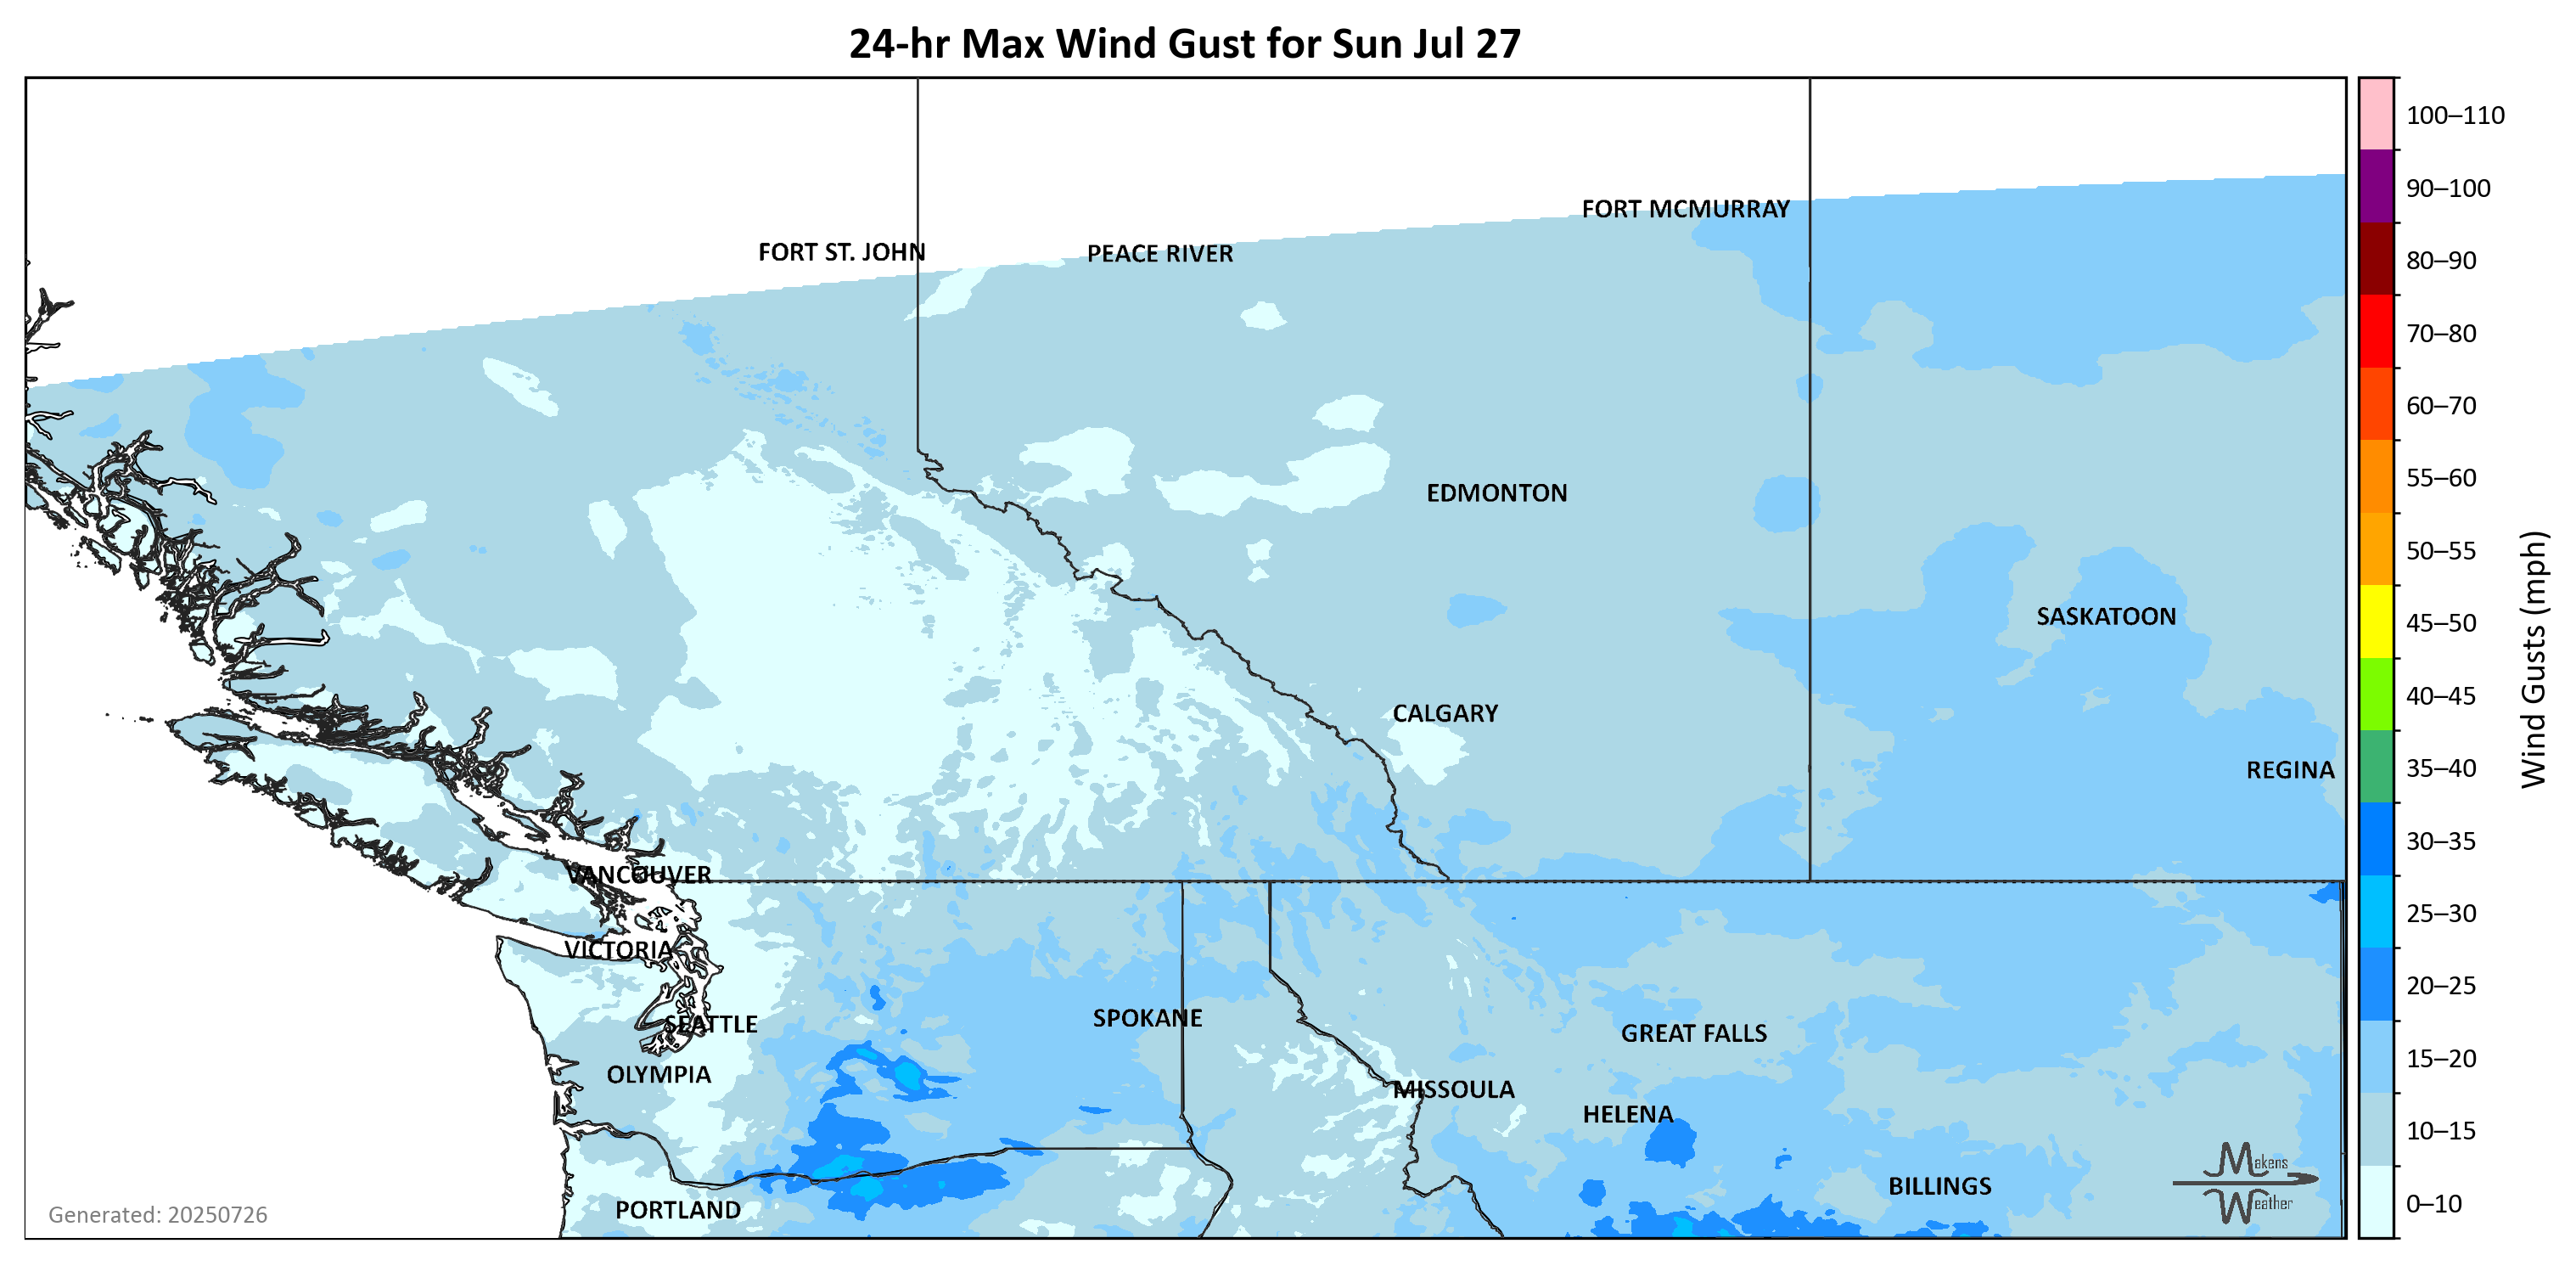 24-hr Max Wind Gust for Sun Jul 27
100–110
90–100
80–90
70–80
60–70
55–60
50–55
45–50
40–45
35–40
30–35
25–30
20–25
15–20
10–15
0–10
Wind Gusts (mph)
FORT MCMURRAY
FORT ST. JOHN
PEACE RIVER
EDMONTON
SASKATOON
CALGARY
REGINA
VANCOUVER
VICTORIA
SEATTLE
SPOKANE
GREAT FALLS
OLYMPIA
MISSOULA
HELENA
BILLINGS
PORTLAND
Makens
Weather
Generated: 20250726